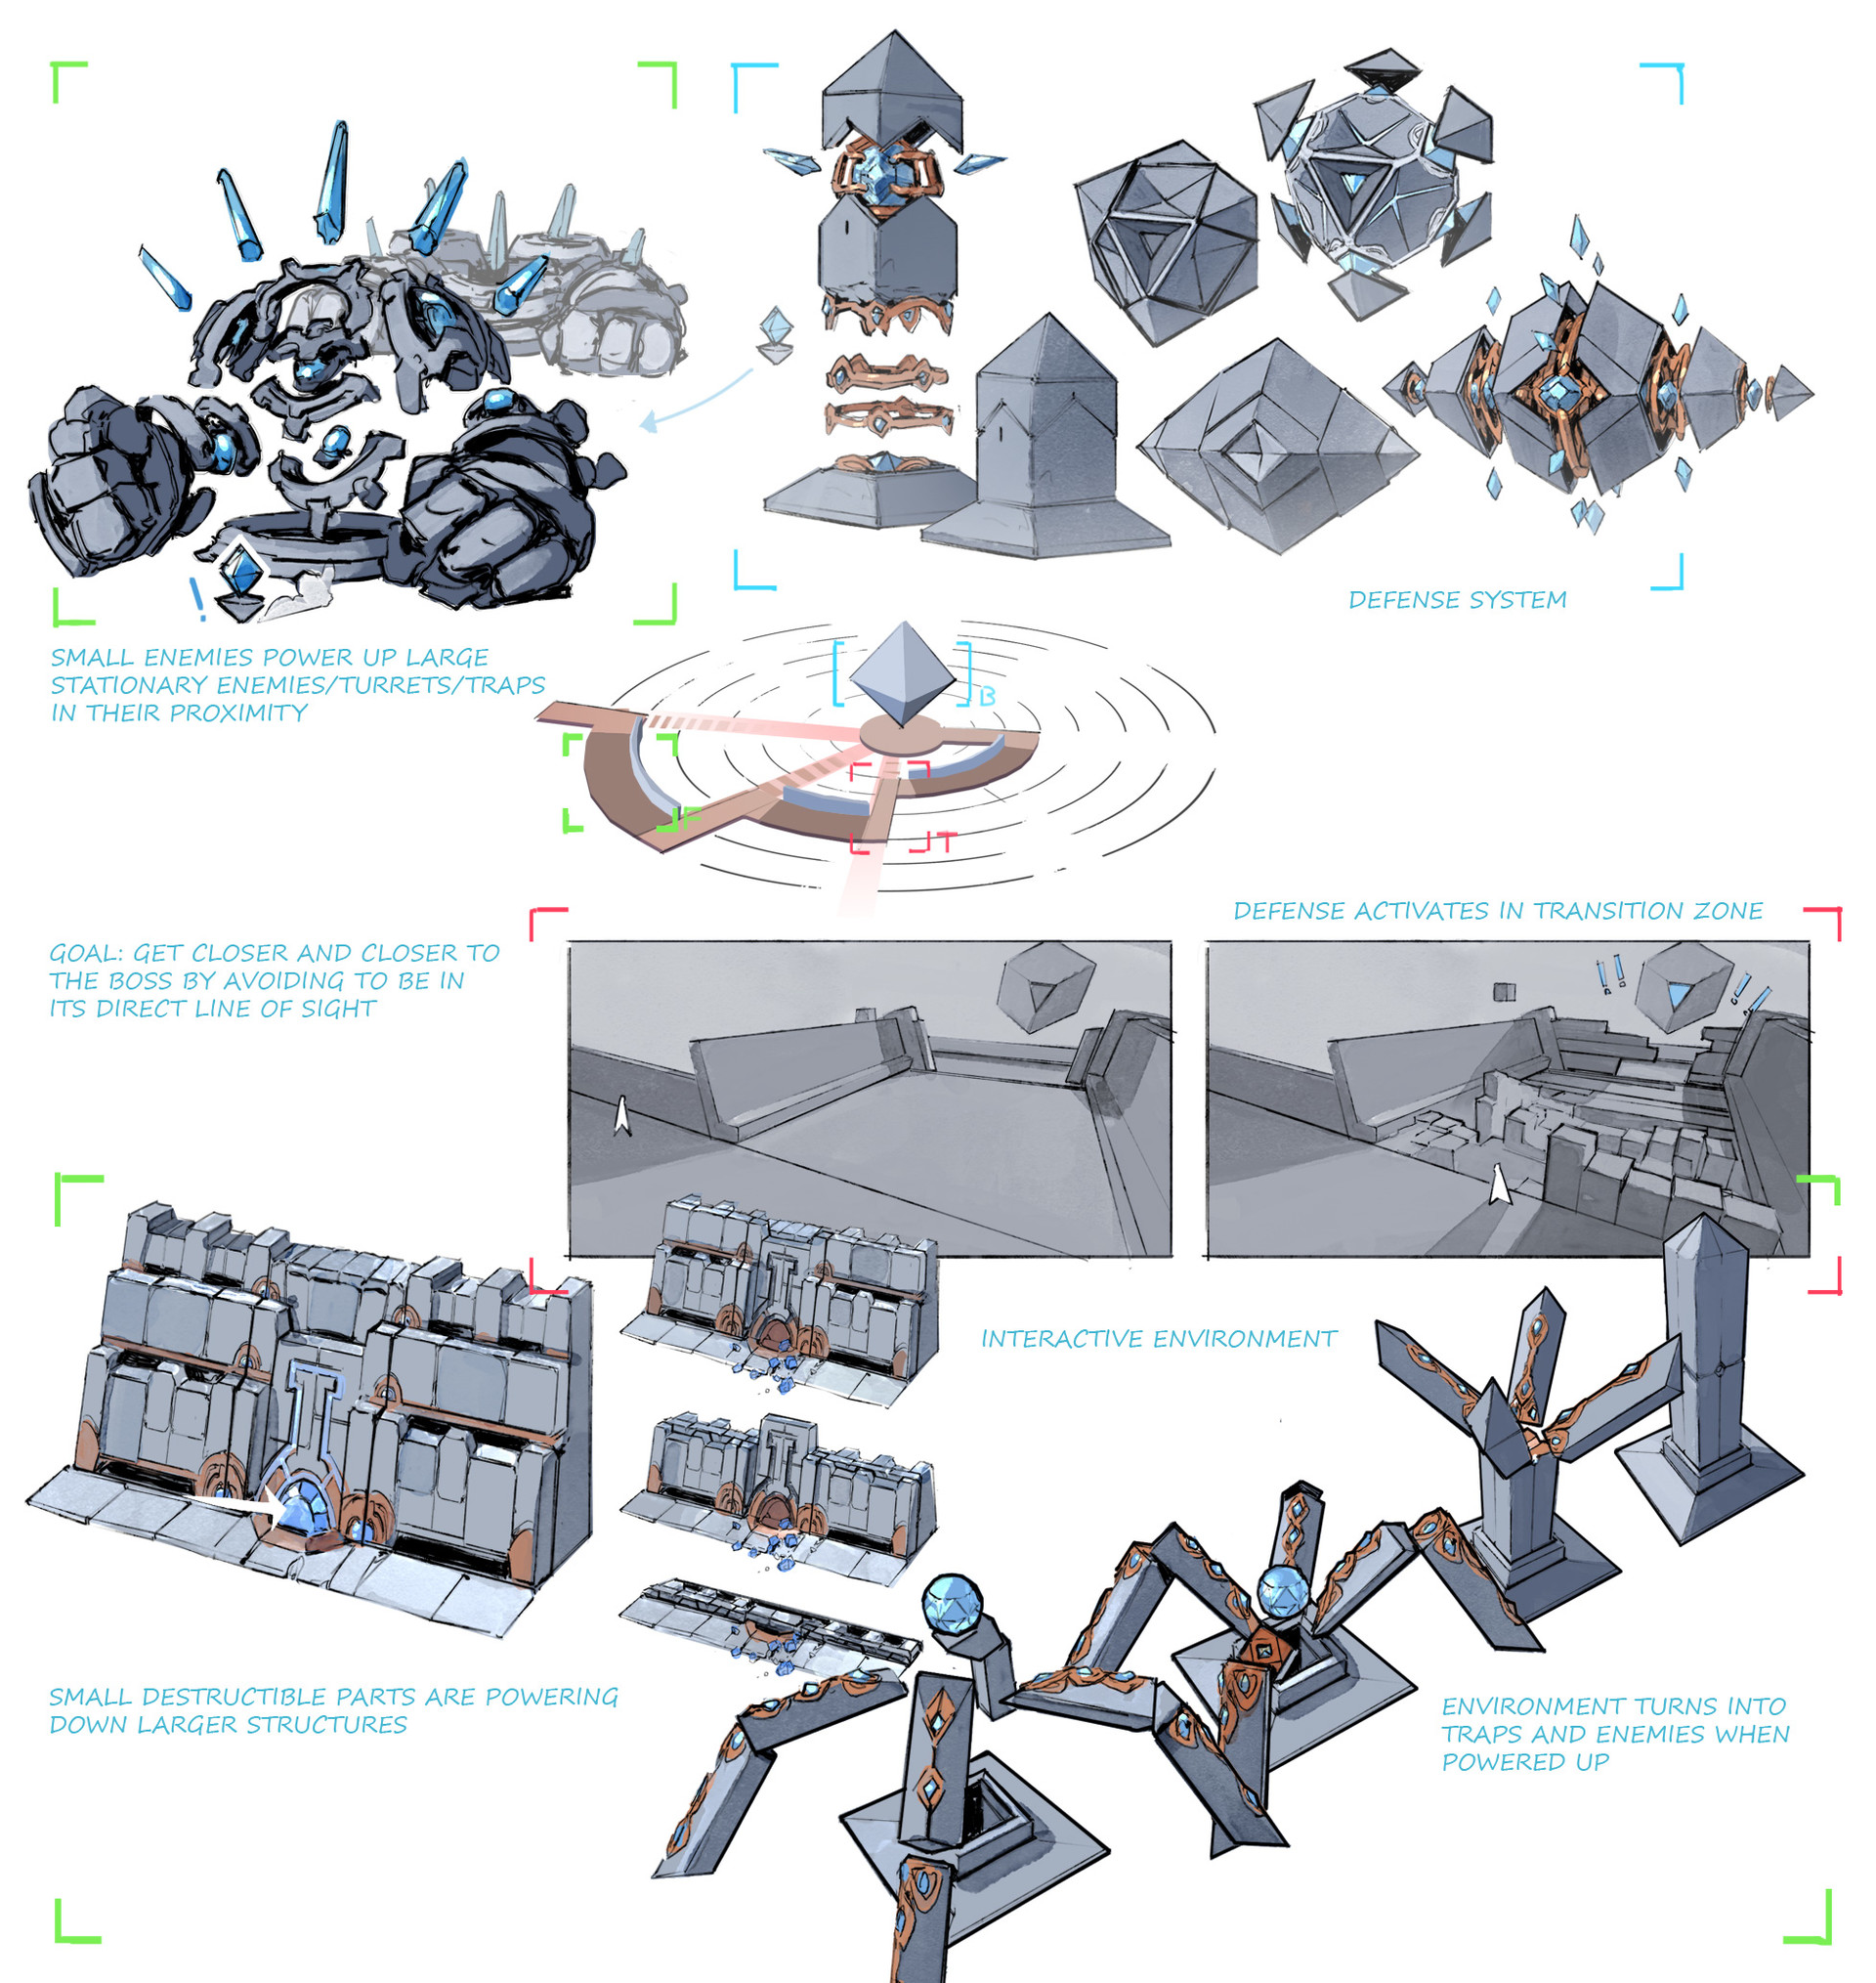 DEFENSE SYSTEM
SMALL ENEMIES POWER UP LARGE
STATIONARY ENEMIES/TURRETS/TRAPS
IN THEIR PROXIMITY
!
B
F
T
DEFENSE ACTIVATES IN TRANSITION ZONE
GOAL: GET CLOSER AND CLOSER TO
THE BOSS BY AVOIDING TO BE IN
ITS DIRECT LINE OF SIGHT
INTERACTIVE ENVIRONMENT
SMALL DESTRUCTIBLE PARTS ARE POWERING
DOWN LARGER STRUCTURES
ENVIRONMENT TURNS INTO
TRAPS AND ENEMIES WHEN
POWERED UP